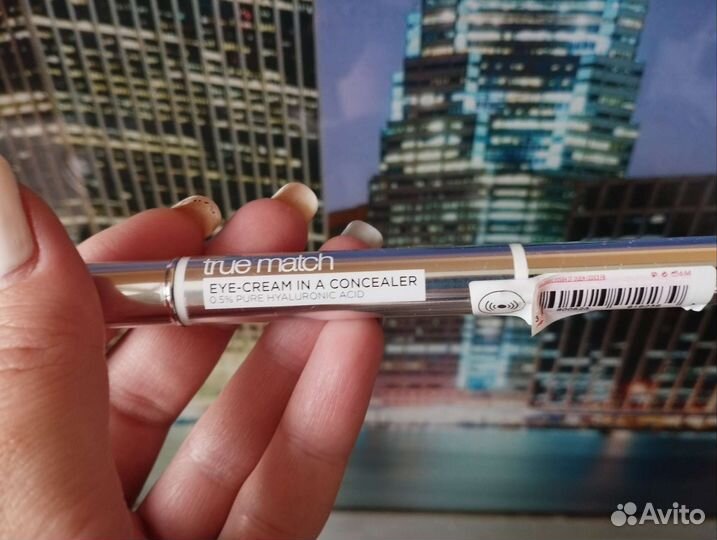 true match
EYE-CREAM IN A CONCEALER
0.5% PURE HYALURONIC ACID
Avito